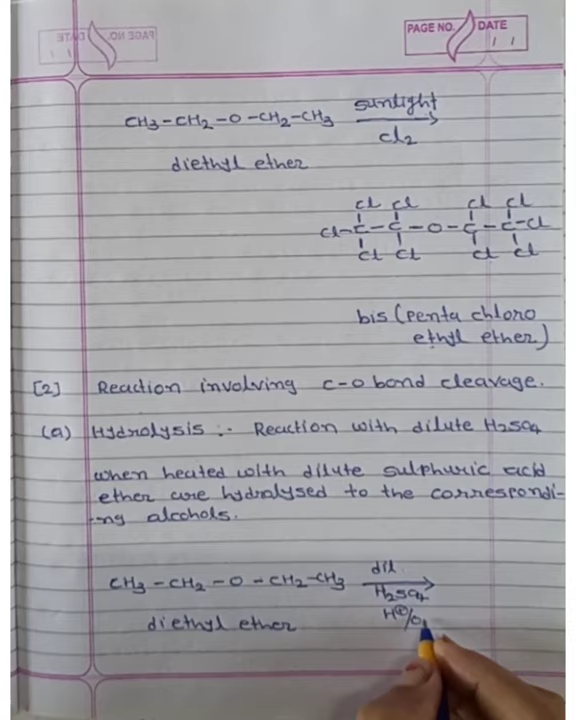 PAGE NO. DATE
/ /
CH3-CH2-O-CH2-CH3 sunlight
Cl2
diethyl ether
Cl Cl Cl Cl
Cl-C-C-O-C-C-Cl
Cl Cl Cl Cl
bis (penta chloro
ethyl ether)
[2] Reaction involving C-O bond cleavage.
(a) Hydrolysis :- Reaction with dilute H2SO4
when heated with dilute sulphuric acid
ether are hydrolysed to the correspondi-
-ng alcohols.
CH3-CH2-O-CH2-CH3 dil.
H2SO4
diethyl ether